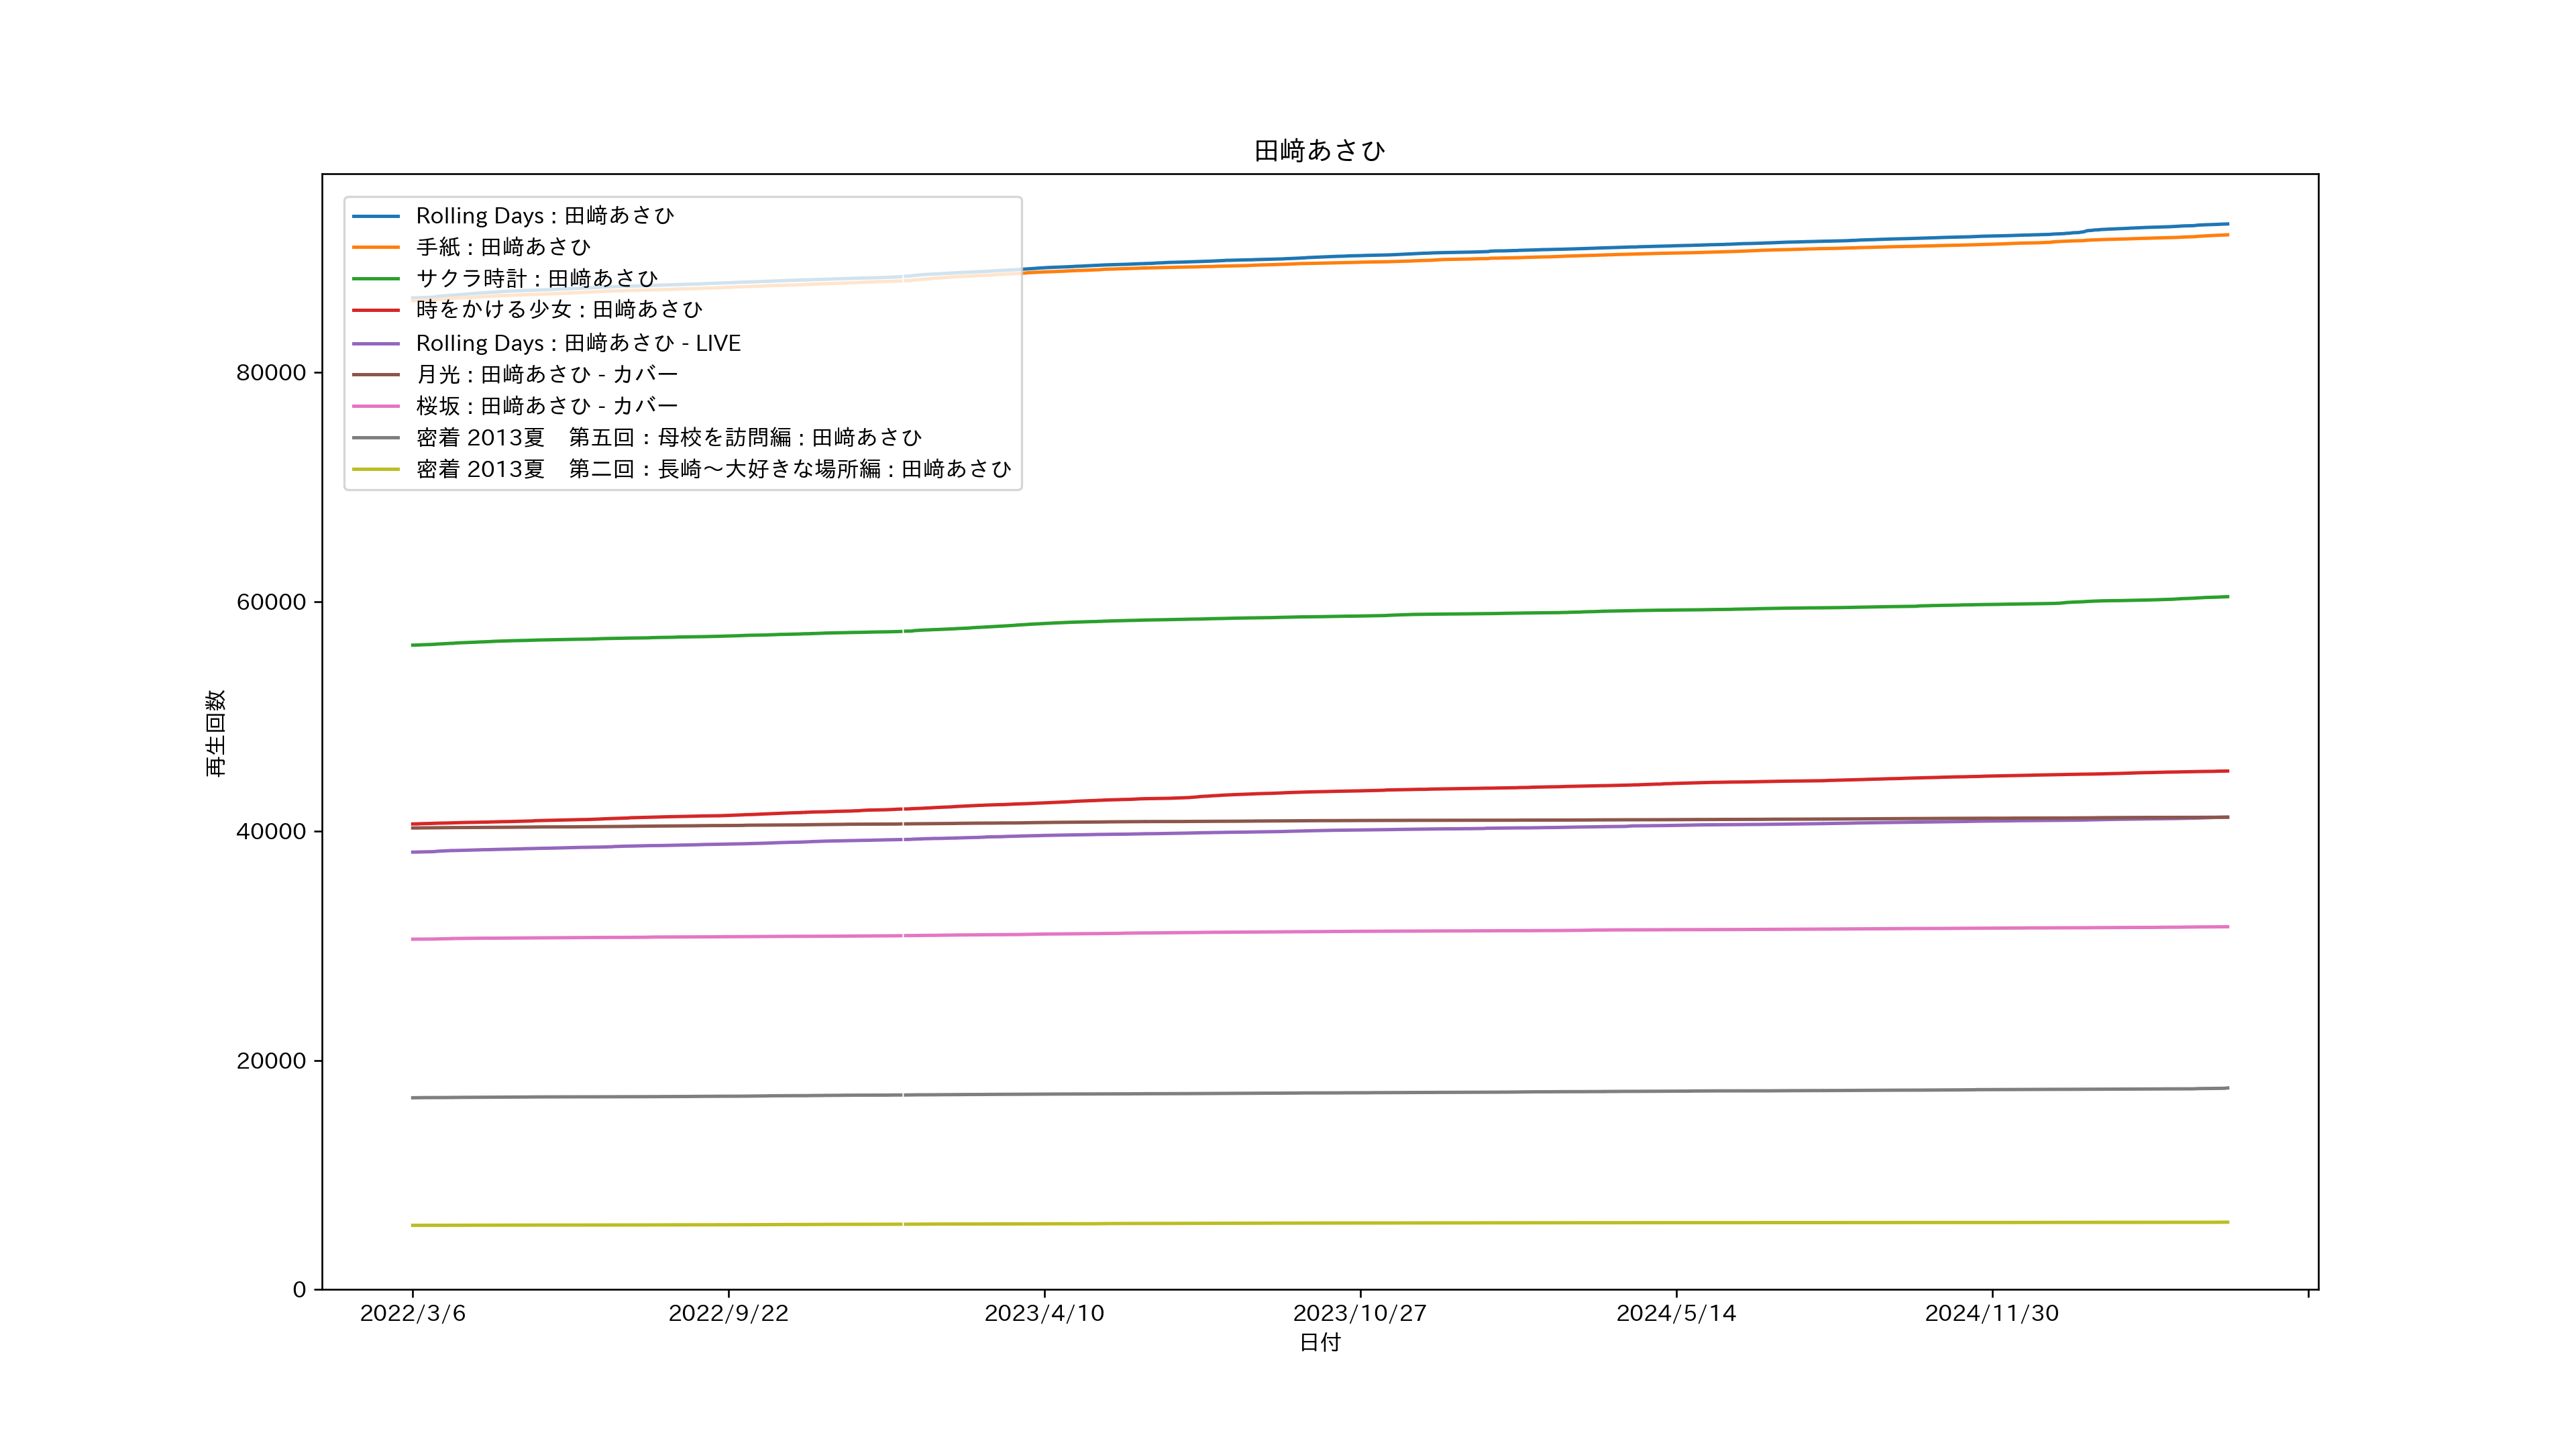 田﨑あさひ
Rolling Days : 田﨑あさひ
手紙 : 田﨑あさひ
サクラ時計 : 田﨑あさひ
時をかける少女 : 田﨑あさひ
Rolling Days : 田﨑あさひ - LIVE
月光 : 田﨑あさひ - カバー
桜坂 : 田﨑あさひ - カバー
密着 2013夏　第五回：母校を訪問編 : 田﨑あさひ
密着 2013夏　第二回：長崎～大好きな場所編 : 田﨑あさひ
80000
60000
40000
20000
0
再生回数
2022/3/6
2022/9/22
2023/4/10
2023/10/27
2024/5/14
2024/11/30
日付